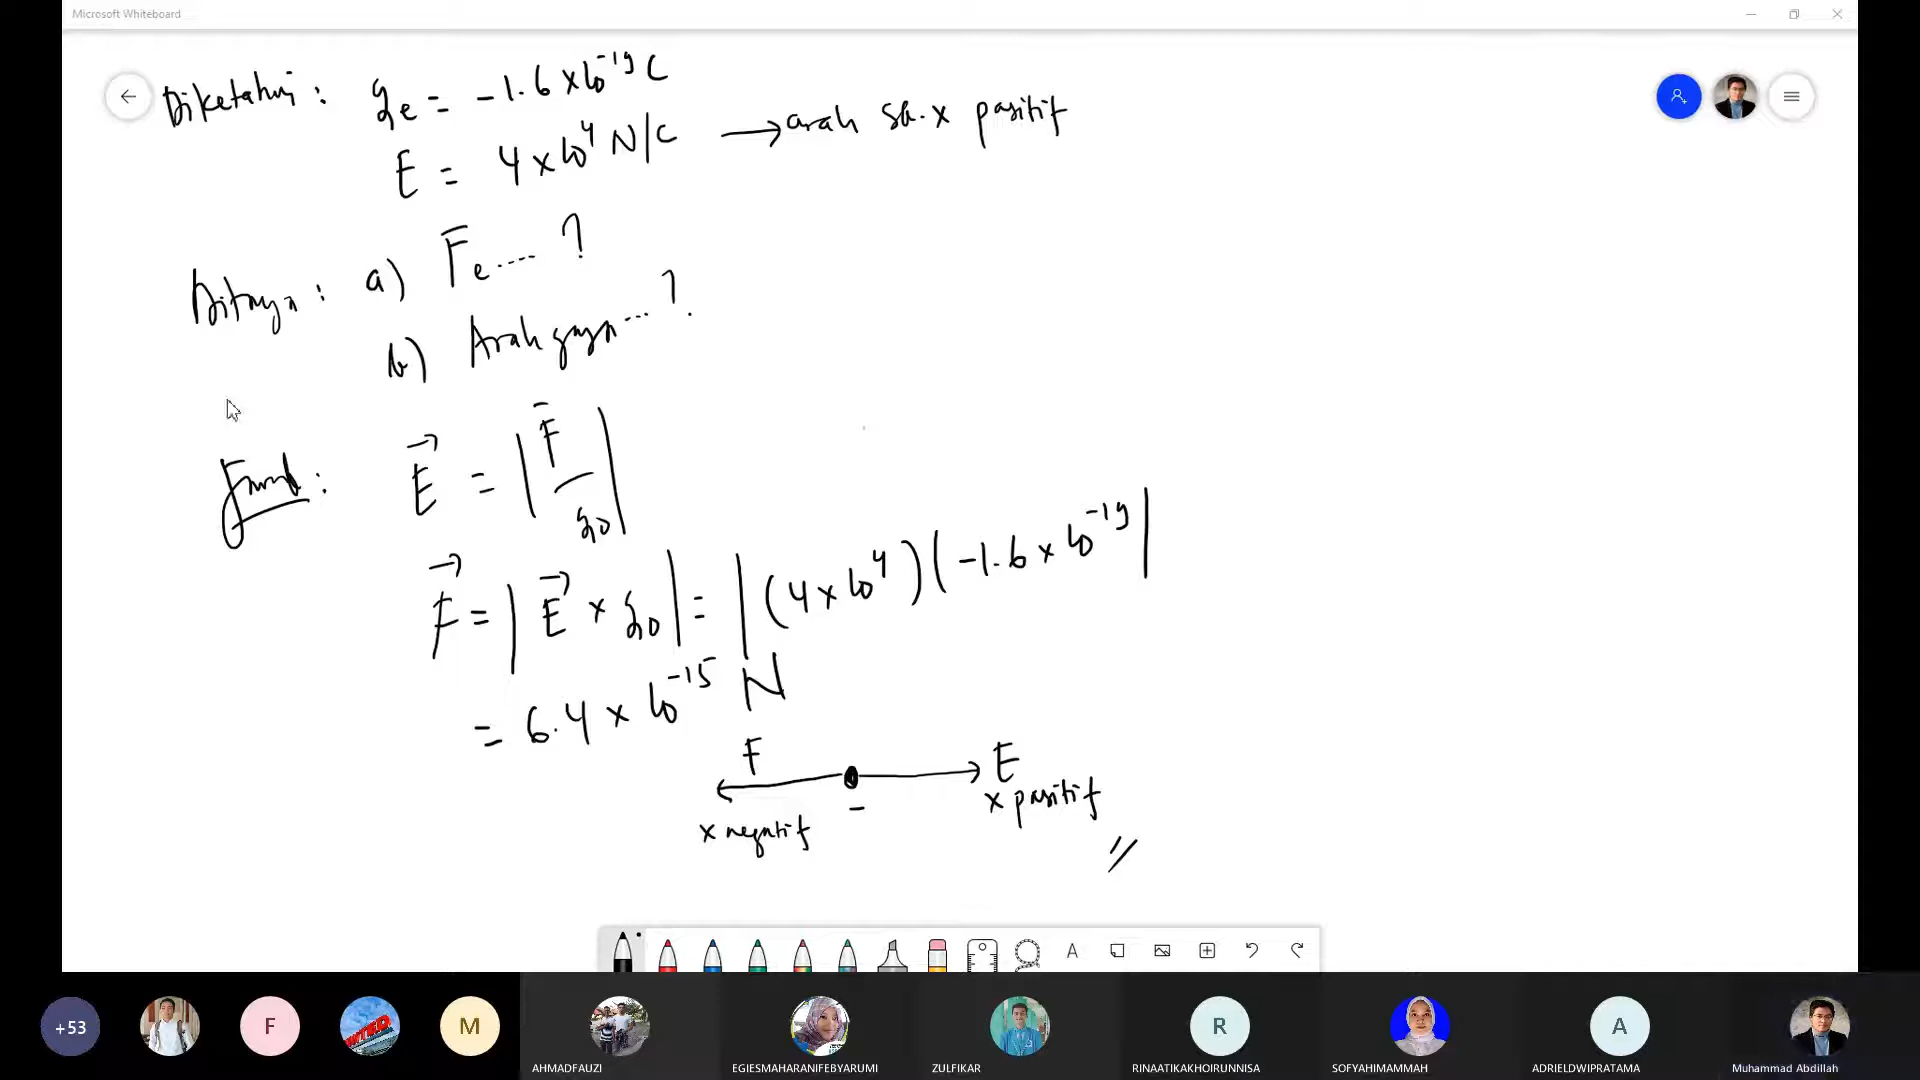 Microsoft Whiteboard
Diketahui : qe = -1.6 x 10^-19 C
E = 4 x 10^4 N/C → arah sb. x positif
Ditanya : a) F̄e .... ?
b) Arah gaya ... ?
Jawab : E⃗ = | F̄ / q0 |
F⃗ = | E⃗ x q0 | = | (4 x 10^4) ( -1.6 x 10^-19 |
= 6.4 x 10^-15 N
F E
x negatif - x positif
A
+53 F M R A
AHMADFAUZI EGIESMAHARANIFEBYARUMI ZULFIKAR RINAATIKAKHOIRUNNISA SOFYAHIMAMMAH ADRIELDWIPRATAMA Muhammad Abdillah